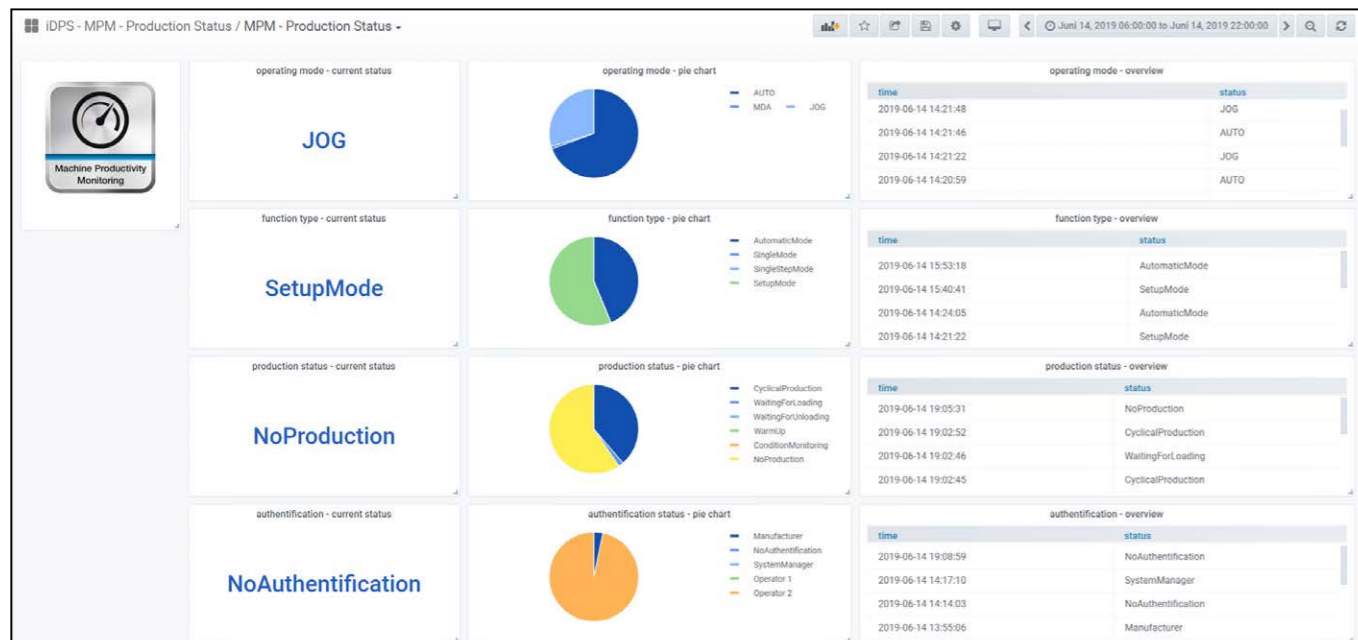 iDPS - MPM - Production Status / MPM - Production Status
Juni 14, 2019 06:00:00 to Juni 14, 2019 22:00:00
Machine Productivity
Monitoring
operating mode - current status
JOG
operating mode - pie chart
AUTO
MDA JOG
operating mode - overview
time status
2019-06-14 14:21:48 JOG
2019-06-14 14:21:46 AUTO
2019-06-14 14:21:22 JOG
2019-06-14 14:20:59 AUTO
function type - current status
SetupMode
function type - pie chart
AutomaticMode
SingleMode
SingleStepMode
SetupMode
function type - overview
time status
2019-06-14 15:53:18 AutomaticMode
2019-06-14 15:40:41 SetupMode
2019-06-14 14:24:05 AutomaticMode
2019-06-14 14:21:22 SetupMode
production status - current status
NoProduction
production status - pie chart
CyclicalProduction
WaitingForLoading
WaitingForUnloading
WarmUp
ConditionMonitoring
NoProduction
production status - overview
time status
2019-06-14 19:05:31 NoProduction
2019-06-14 19:02:52 CyclicalProduction
2019-06-14 19:02:46 WaitingForLoading
2019-06-14 19:02:45 CyclicalProduction
authentification - current status
NoAuthentification
authentification status - pie chart
Manufacturer
NoAuthentification
SystemManager
Operator 1
Operator 2
authentification - overview
time status
2019-06-14 19:08:59 NoAuthentification
2019-06-14 14:17:10 SystemManager
2019-06-14 14:14:03 NoAuthentification
2019-06-14 13:55:06 Manufacturer